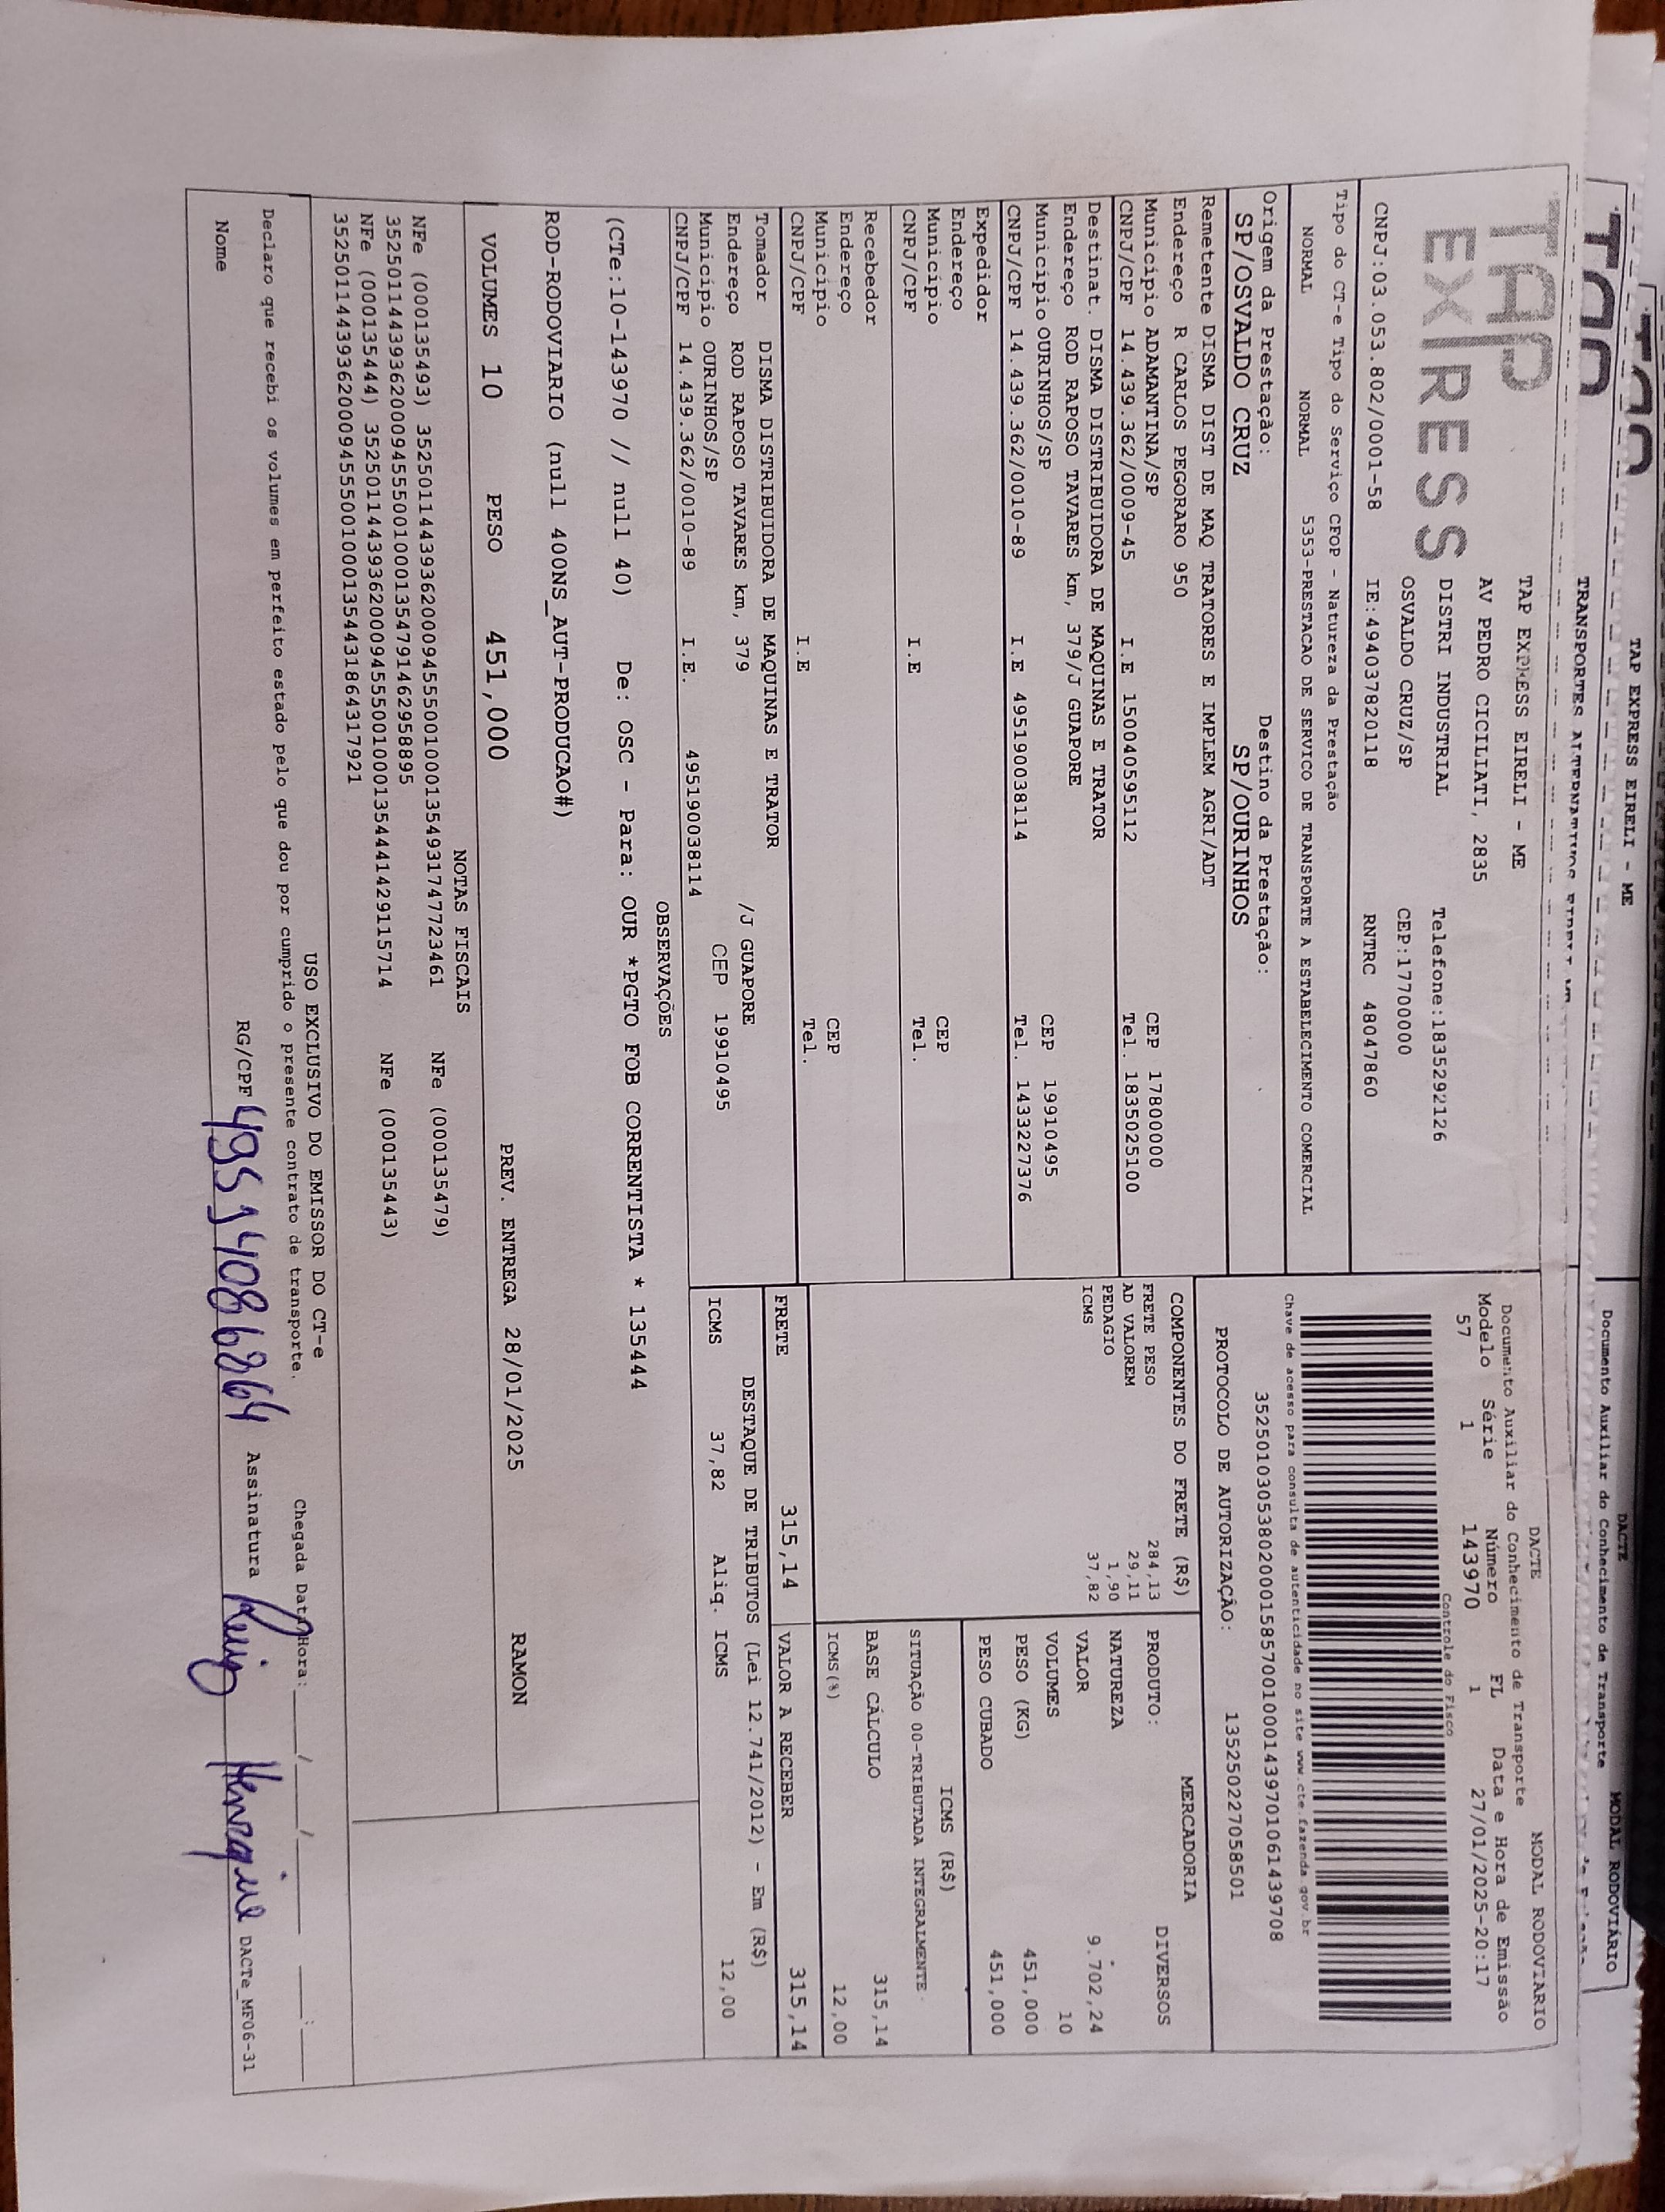 TAP EXPRESS EIRELI - ME
DACTE
MODAL RODOVIÁRIO
Documento Auxiliar do Conhecimento de Transporte
TAP
EXPRESS
TAP EXPRESS EIRELI - ME
AV PEDRO CICILIATI, 2835
DISTRI INDUSTRIAL Telefone:1835292126
OSVALDO CRUZ/SP CEP:17700000
CNPJ:03.053.802/0001-58 IE:494037820118 RNTRC 48047860
DACTE MODAL RODOVIÁRIO
Documento Auxiliar do Conhecimento de Transporte
Modelo Série Número FL Data e Hora de Emissão
57 1 143970 1 27/01/2025-20:17
Controle do Fisco
Chave de acesso para consulta de autenticidade no site www.cte.fazenda.gov.br
35250103053802000158570010001439701061439708
PROTOCOLO DE AUTORIZAÇÃO: 135250227058501
Tipo do CT-e Tipo do Serviço CFOP - Natureza da Prestação
NORMAL NORMAL 5353-PRESTACAO DE SERVICO DE TRANSPORTE A ESTABELECIMENTO COMERCIAL
Origem da Prestação: Destino da Prestação:
SP/OSVALDO CRUZ SP/OURINHOS
Remetente DISMA DIST DE MAQ TRATORES E IMPLEM AGRI/ADT
Endereço R CARLOS PEGORARO 950
Município ADAMANTINA/SP CEP 17800000
CNPJ/CPF 14.439.362/0009-45 I.E 150040595112 Tel. 1835025100
Destinat. DISMA DISTRIBUIDORA DE MAQUINAS E TRATOR
Endereço ROD RAPOSO TAVARES km, 379/J GUAPORE
Município OURINHOS/SP CEP 19910495
CNPJ/CPF 14.439.362/0010-89 I.E 495190038114 Tel. 1433227376
Expedidor
Endereço
Município CEP
CNPJ/CPF I.E Tel.
Recebedor
Endereço
Município CEP
CNPJ/CPF I.E Tel.
Tomador DISMA DISTRIBUIDORA DE MAQUINAS E TRATOR
Endereço ROD RAPOSO TAVARES km, 379 /J GUAPORE
Município OURINHOS/SP CEP 19910495
CNPJ/CPF 14.439.362/0010-89 I.E. 495190038114
COMPONENTES DO FRETE (R$)
FRETE PESO 284,13
AD VALOREM 29,11
PEDAGIO 1,90
ICMS 37,82
MERCADORIA
PRODUTO: DIVERSOS
NATUREZA
VALOR 9.702,24
VOLUMES 10
PESO (KG) 451,000
PESO CUBADO 451,000
ICMS (R$)
SITUAÇÃO 00-TRIBUTADA INTEGRALMENTE
BASE CÁLCULO 315,14
ICMS(%) 12,00
FRETE 315,14 VALOR A RECEBER 315,14
DESTAQUE DE TRIBUTOS (Lei 12.741/2012) - Em (R$)
ICMS 37,82 Aliq. ICMS 12,00
OBSERVAÇÕES
(CTe:10-143970 // null 40) De: OSC - Para: OUR *PGTO FOB CORRENTISTA * 135444
ROD-RODOVIARIO (null 400NS_AUT-PRODUCAO#)
VOLUMES 10 PESO 451,000 PREV. ENTREGA 28/01/2025 RAMON
NOTAS FISCAIS
NFe (000135493) 35250114439362000945550010001354931747723461 NFe (000135479)
35250114439362000945550010001354791462958895
NFe (000135444) 35250114439362000945550010001354441429115714 NFe (000135443)
35250114439362000945550010001354431864317921
USO EXCLUSIVO DO EMISSOR DO CT-e
Declaro que recebi os volumes em perfeito estado pelo que dou por cumprido o presente contrato de transporte. Chegada Data/Hora: ____/____/______ ____:____
Nome RG/CPF Assinatura Henrique DACTe_MF06-31